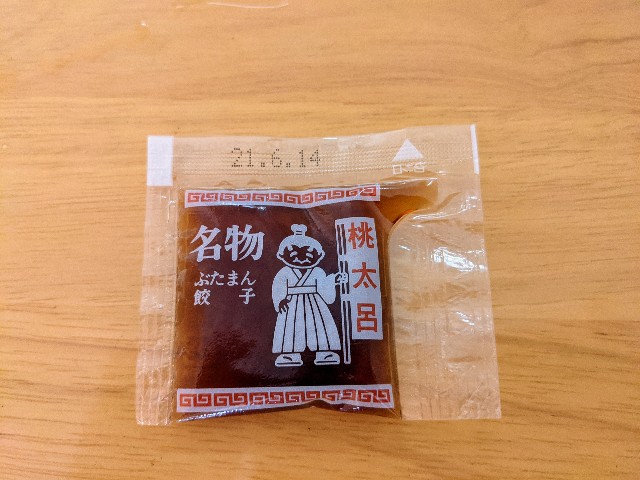 21.6.14
名物
ぶたまん
餃子
桃太呂